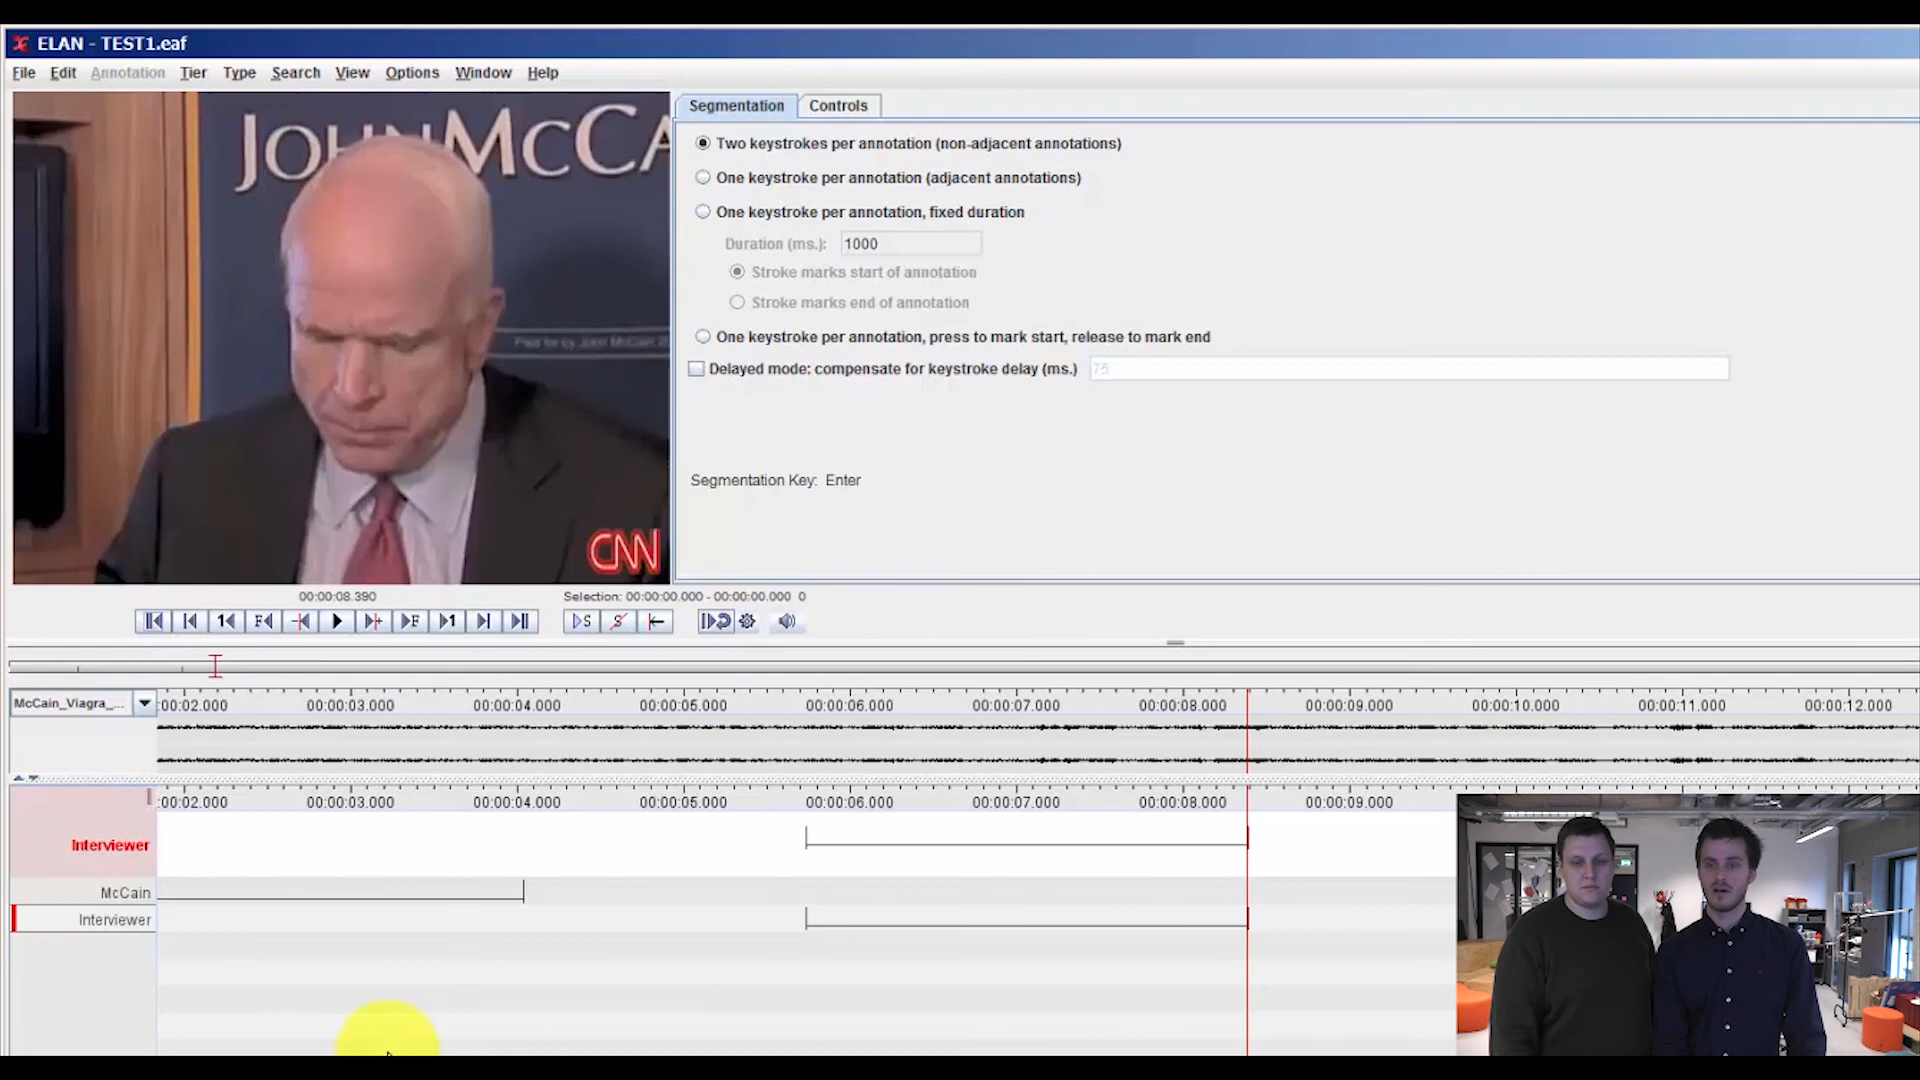 ELAN - TEST1.eaf
File Edit Annotation Tier Type Search View Options Window Help
JOHN MCCA
Paid for by John McCain
CNN
Segmentation Controls
Two keystrokes per annotation (non-adjacent annotations)
One keystroke per annotation (adjacent annotations)
One keystroke per annotation, fixed duration
Duration (ms.): 1000
Stroke marks start of annotation
Stroke marks end of annotation
One keystroke per annotation, press to mark start, release to mark end
Delayed mode: compensate for keystroke delay (ms.) 75
Segmentation Key: Enter
00:00:08.390
Selection: 00:00:00.000 - 00:00:00.000 0
1 F F 1 S S
McCain_Viagra_...
:00:02.000 00:00:03.000 00:00:04.000 00:00:05.000 00:00:06.000 00:00:07.000 00:00:08.000 00:00:09.000 00:00:10.000 00:00:11.000 00:00:12.000
:00:02.000 00:00:03.000 00:00:04.000 00:00:05.000 00:00:06.000 00:00:07.000 00:00:08.000 00:00:09.000
Interviewer
McCain
Interviewer